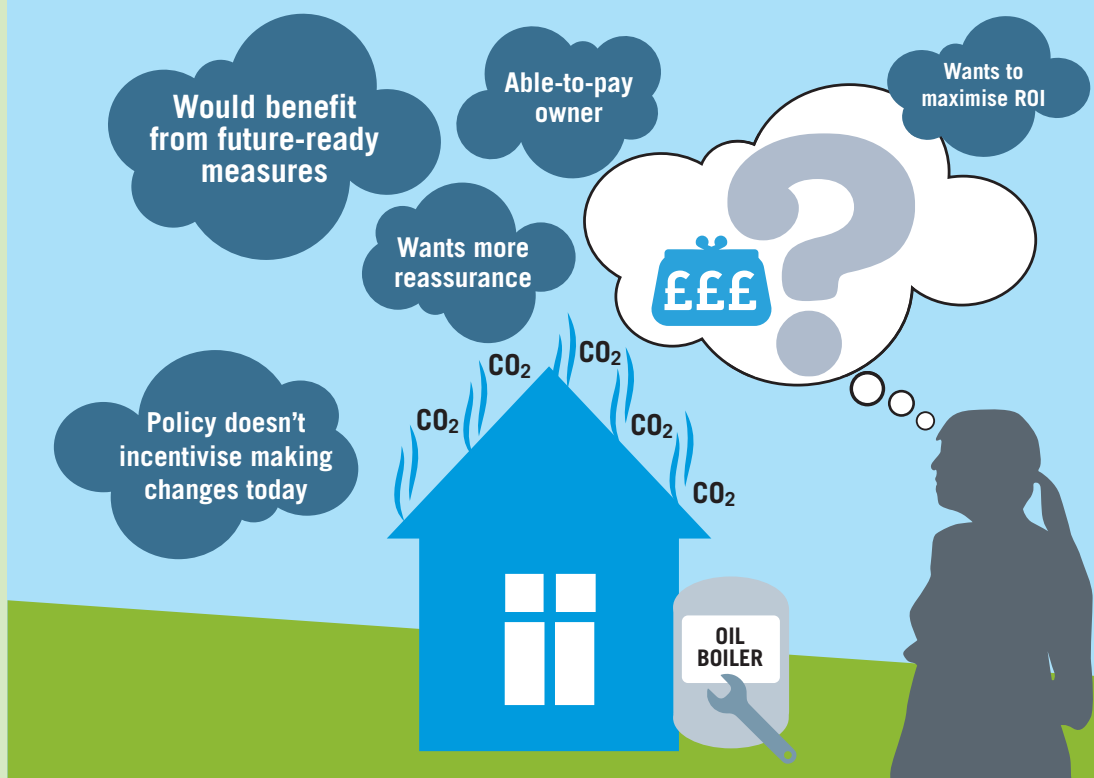 Would benefit
from future-ready
measures
Able-to-pay
owner
Wants to
maximise ROI
Wants more
reassurance
£££
?
Policy doesn't
incentivise making
changes today
CO₂
CO₂
CO₂
CO₂
CO₂
OIL
BOILER